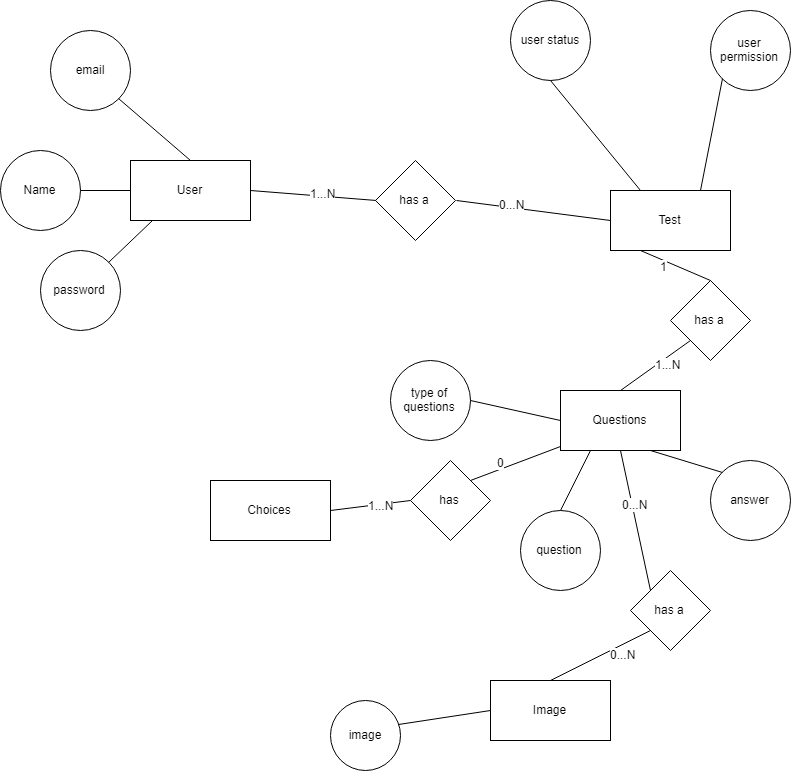 user status
user
permission
email
Name
User
1...N
has a
0...N
Test
password
1
has a
1...N
type of
questions
Questions
0
Choices
1...N
has
0...N
answer
question
has a
0...N
Image
image